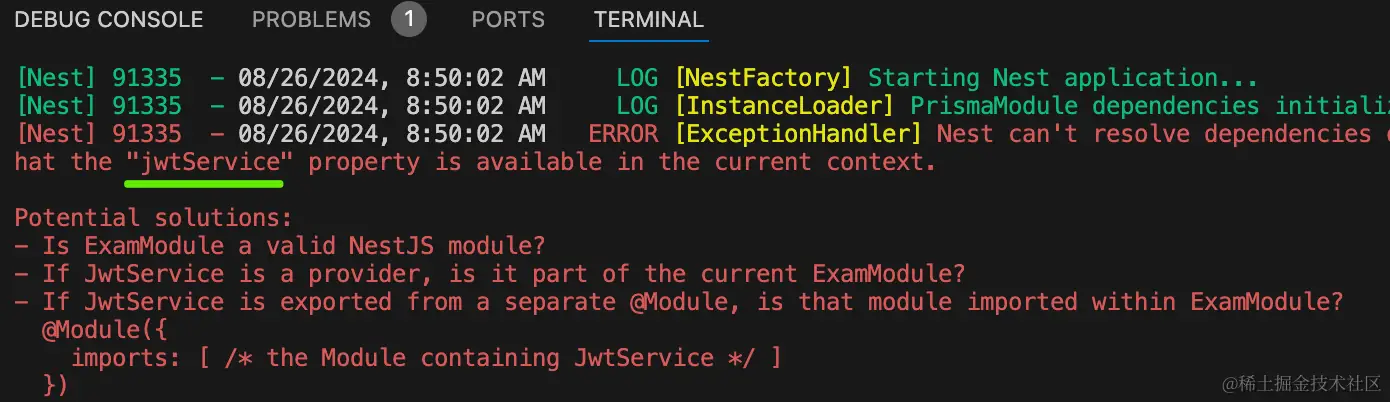 DEBUG CONSOLE PROBLEMS 1 PORTS TERMINAL
[Nest] 91335 - 08/26/2024, 8:50:02 AM LOG [NestFactory] Starting Nest application...
[Nest] 91335 - 08/26/2024, 8:50:02 AM LOG [InstanceLoader] PrismaModule dependencies initializ
[Nest] 91335 - 08/26/2024, 8:50:02 AM ERROR [ExceptionHandler] Nest can't resolve dependencies
hat the "jwtService" property is available in the current context.
Potential solutions:
- Is ExamModule a valid NestJS module?
- If JwtService is a provider, is it part of the current ExamModule?
- If JwtService is exported from a separate @Module, is that module imported within ExamModule?
@Module({
imports: [ /* the Module containing JwtService */ ]
})
@稀土掘金技术社区